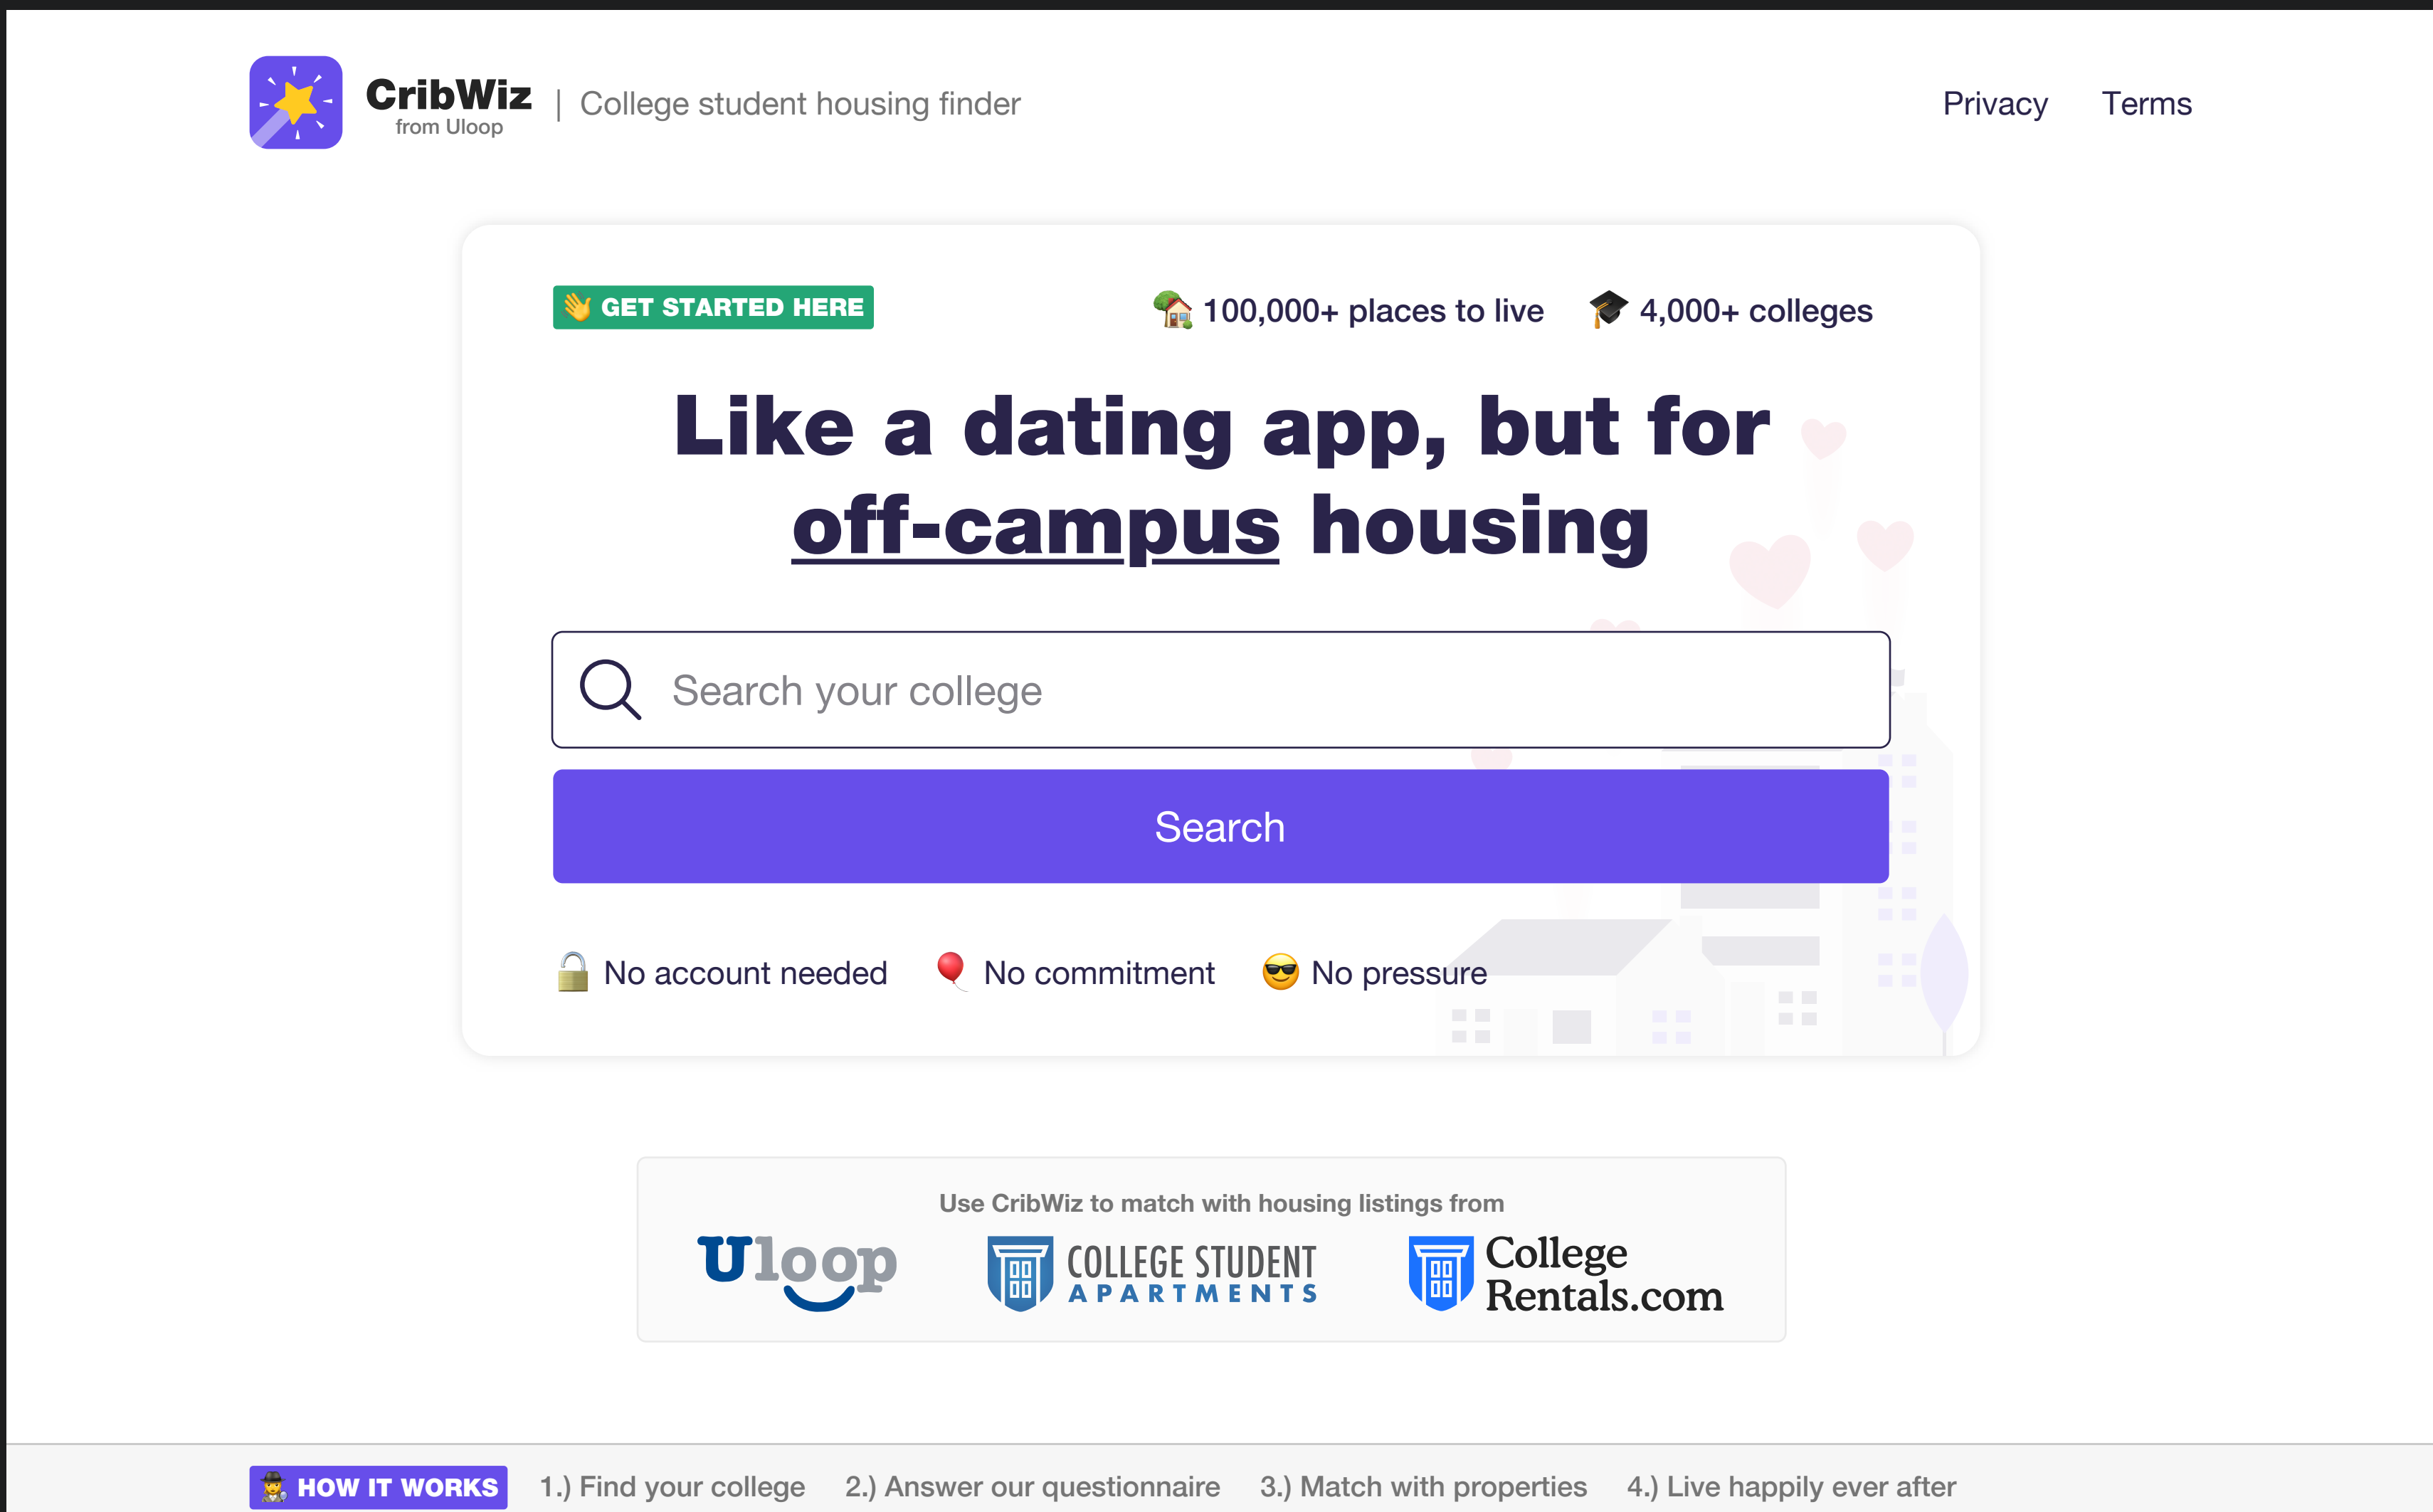 CribWiz
from Uloop
| College student housing finder
Privacy
Terms
👋 GET STARTED HERE
🏡 100,000+ places to live
🎓 4,000+ colleges
Like a dating app, but for
off-campus housing
Search your college
Search
🔓 No account needed
🎈 No commitment
😎 No pressure
Use CribWiz to match with housing listings from
Uloop
COLLEGE STUDENT
APARTMENTS
College
Rentals.com
HOW IT WORKS
1.) Find your college
2.) Answer our questionnaire
3.) Match with properties
4.) Live happily ever after